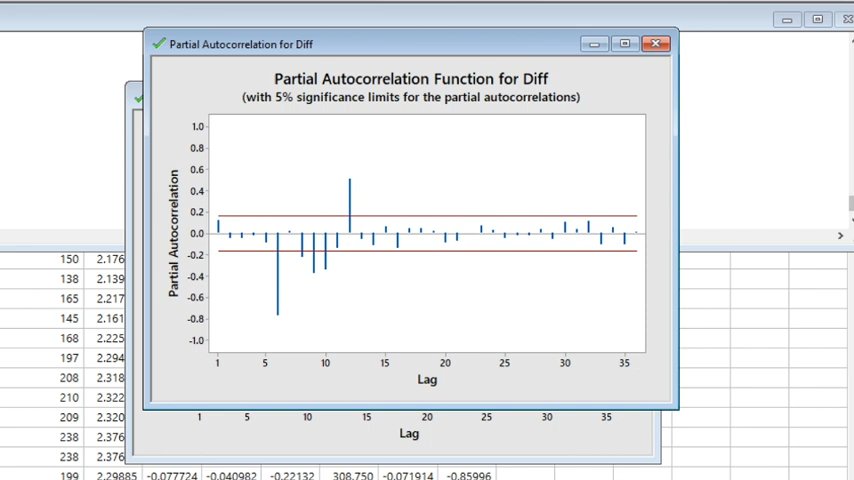 Partial Autocorrelation for Diff
Partial Autocorrelation Function for Diff
(with 5% significance limits for the partial autocorrelations)
1.0
0.8
0.6
0.4
0.2
0.0
-0.2
-0.4
-0.6
-0.8
-1.0
Partial Autocorrelation
1 5 10 15 20 25 30 35
Lag
1 5 10 15 20 25 30 35
Lag
150 2.176
138 2.139
165 2.217
145 2.161
168 2.225
197 2.294
208 2.318
210 2.322
209 2.320
238 2.376
238 2.376
199 2.29885 -0.077724 -0.040982 -0.22132 308.750 -0.071914 -0.85996